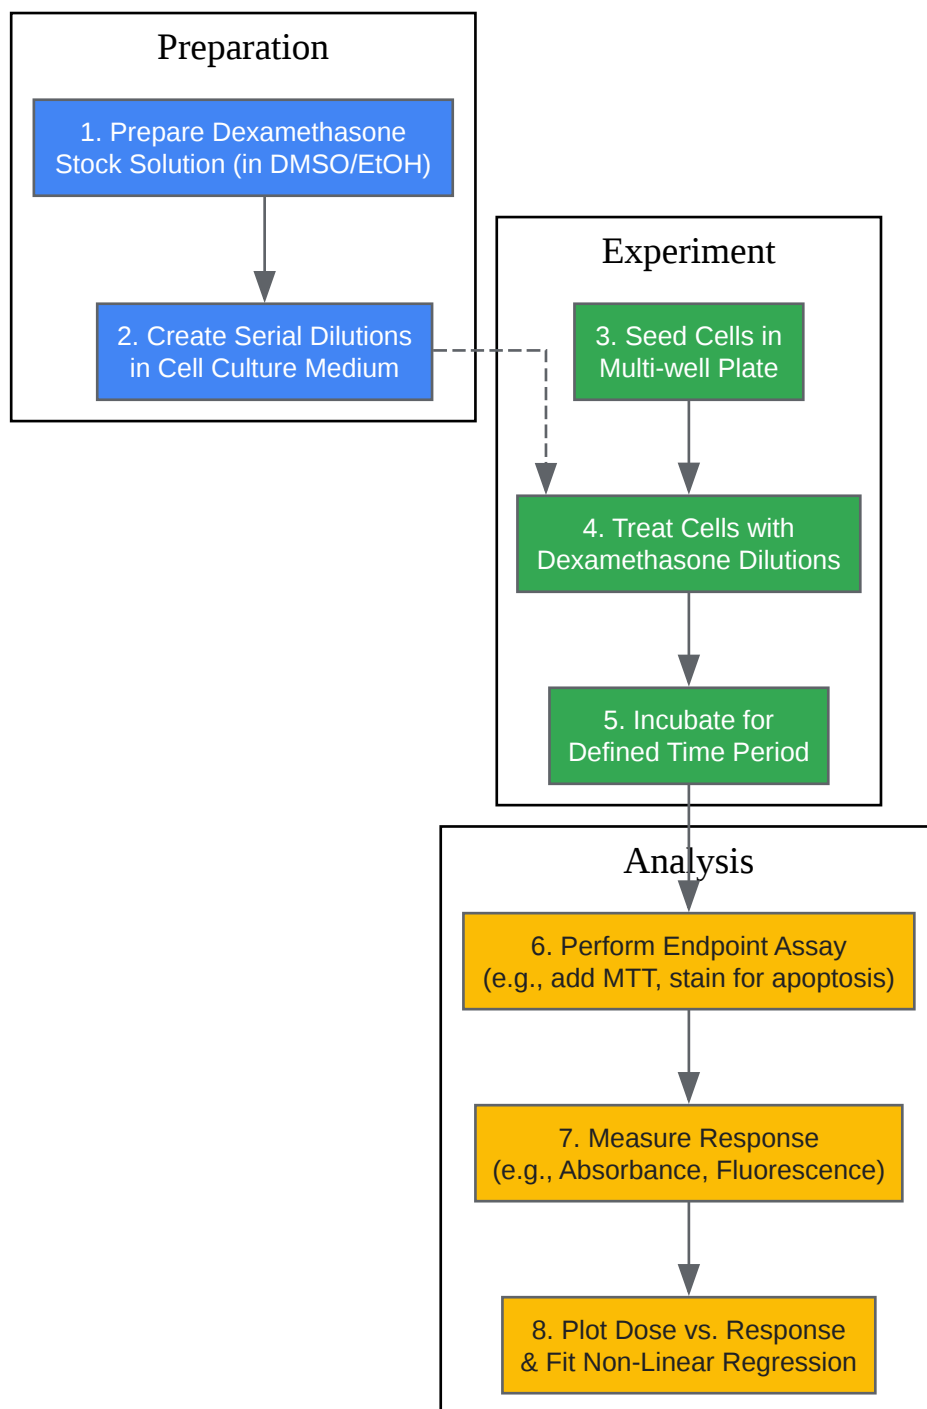 Preparation
1. Prepare Dexamethasone
Stock Solution (in DMSO/EtOH)
2. Create Serial Dilutions
in Cell Culture Medium
Experiment
3. Seed Cells in
Multi-well Plate
4. Treat Cells with
Dexamethasone Dilutions
5. Incubate for
Defined Time Period
Analysis
6. Perform Endpoint Assay
(e.g., add MTT, stain for apoptosis)
7. Measure Response
(e.g., Absorbance, Fluorescence)
8. Plot Dose vs. Response
& Fit Non-Linear Regression